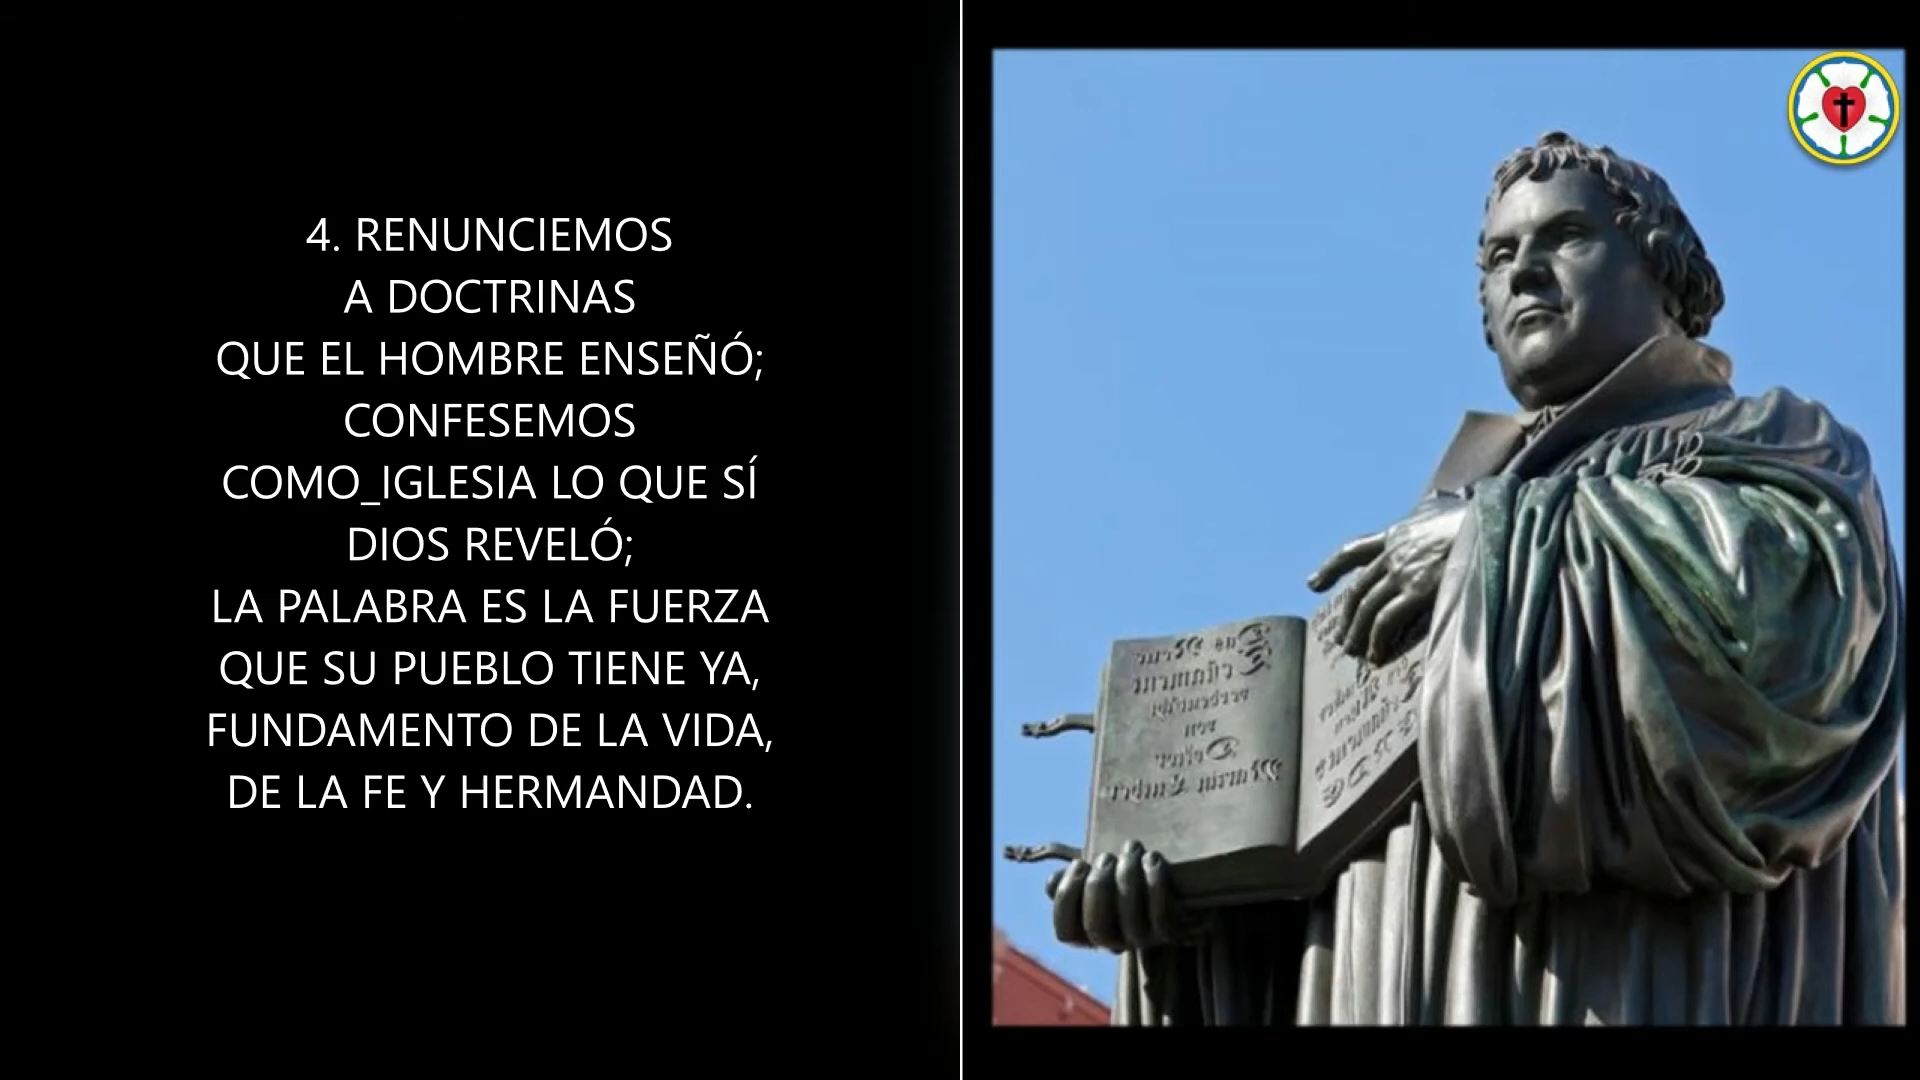 4. RENUNCIEMOS
A DOCTRINAS
QUE EL HOMBRE ENSEÑÓ;
CONFESEMOS
COMO_IGLESIA LO QUE SÍ
DIOS REVELÓ;
LA PALABRA ES LA FUERZA
QUE SU PUEBLO TIENE YA,
FUNDAMENTO DE LA VIDA,
DE LA FE Y HERMANDAD.